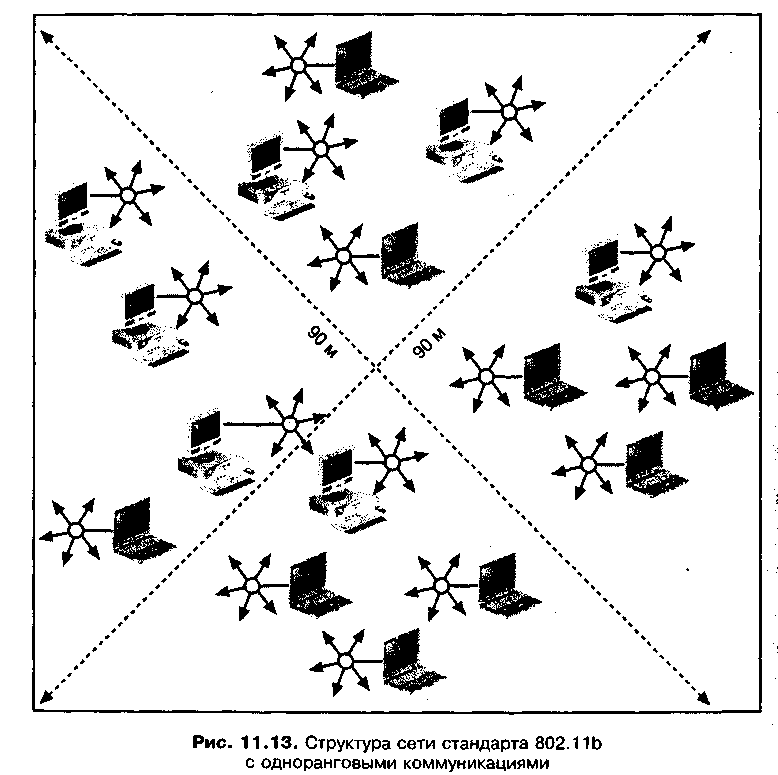 90 м
90 м
Рис. 11.13. Структура сети стандарта 802.11b
с одноранговыми коммуникациями